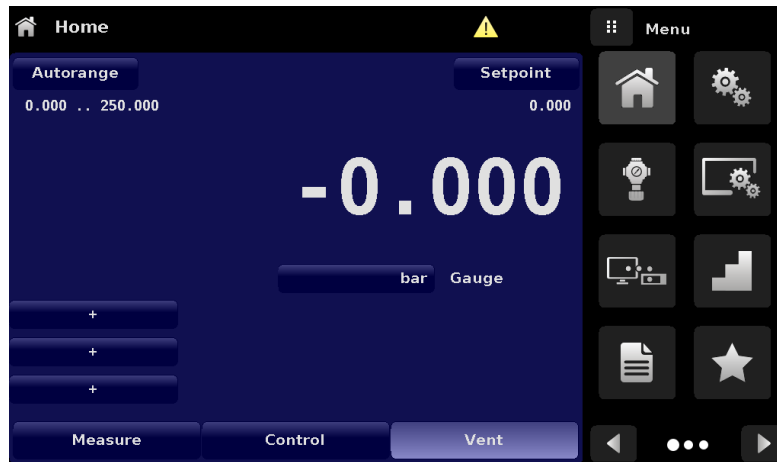 Home
Menu
Autorange
Setpoint
0.000 .. 250.000
0.000
-0.000
bar Gauge
+
+
+
Measure Control Vent